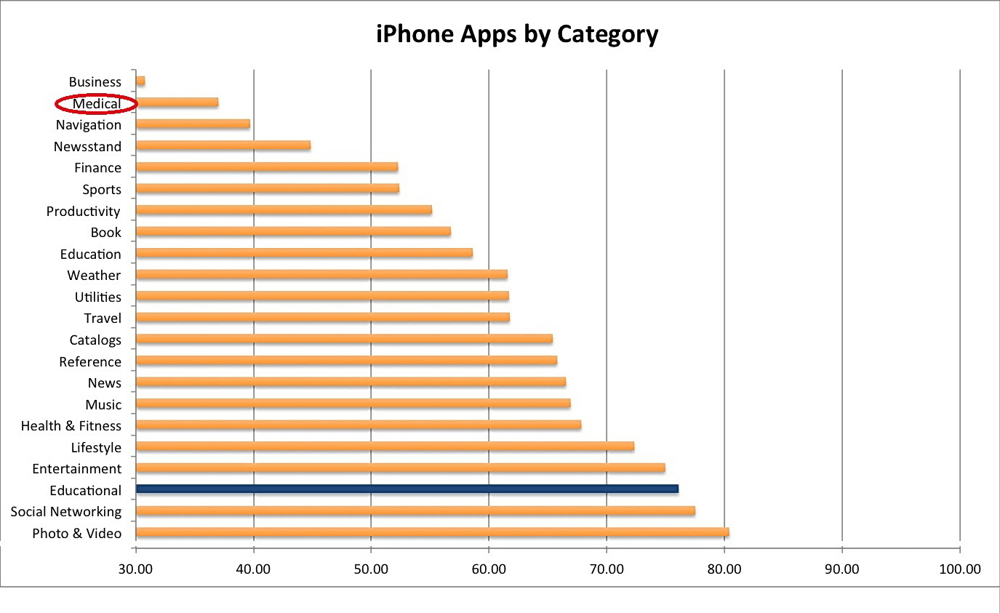 iPhone Apps by Category
Business
Medical
Navigation
Newsstand
Finance
Sports
Productivity
Book
Education
Weather
Utilities
Travel
Catalogs
Reference
News
Music
Health & Fitness
Lifestyle
Entertainment
Educational
Social Networking
Photo & Video
30.00 40.00 50.00 60.00 70.00 80.00 90.00 100.00